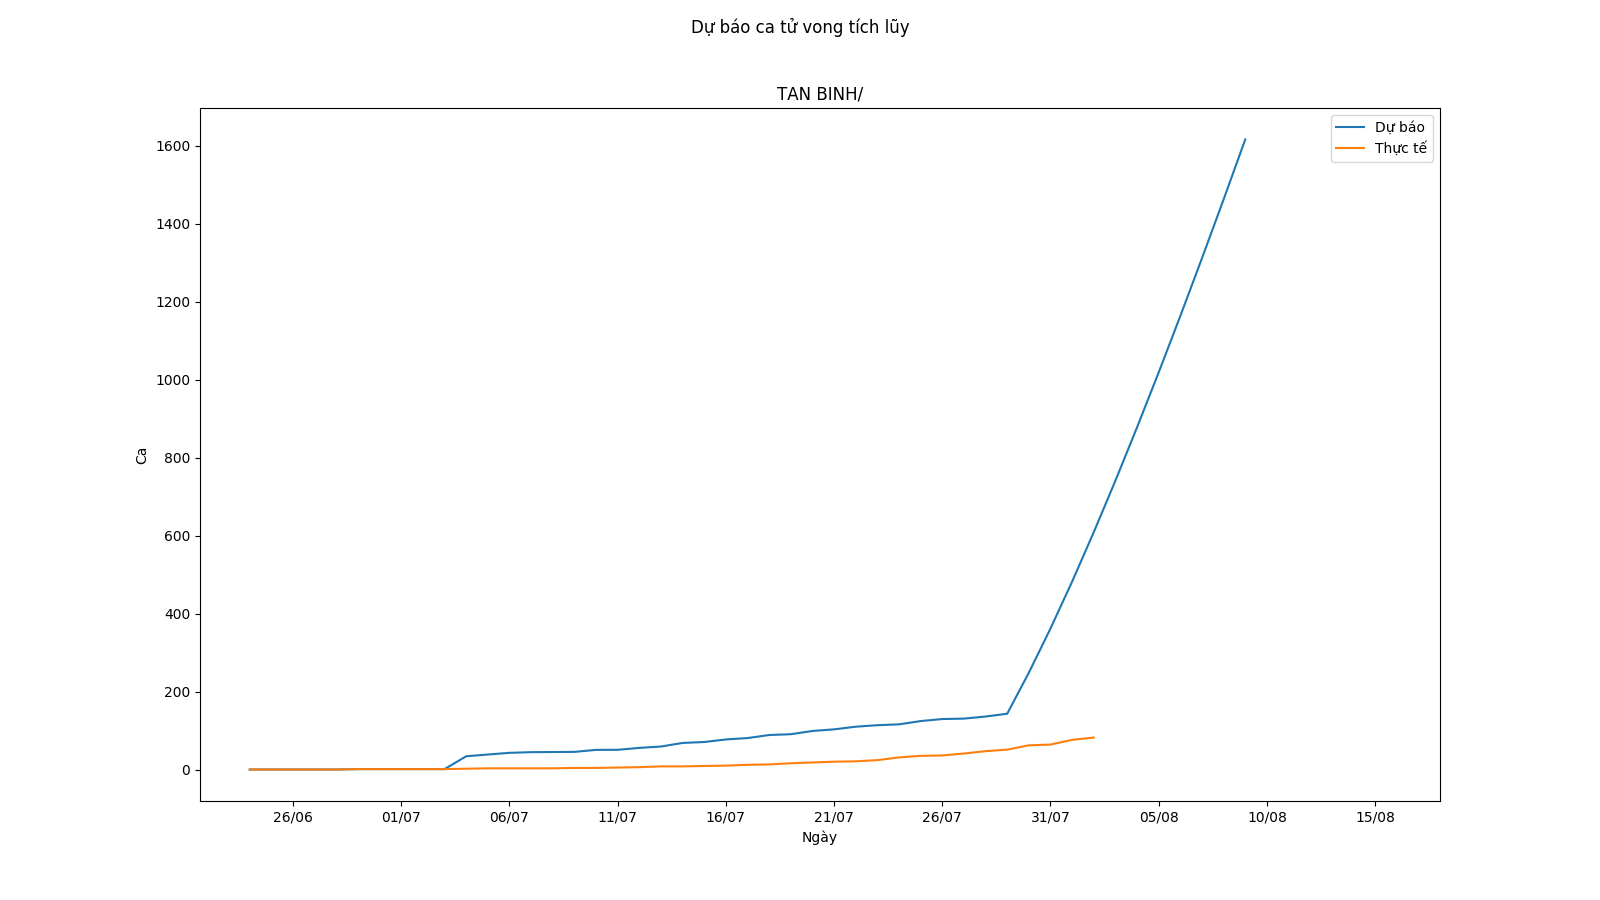 Dự báo ca tử vong tích lũy
TAN BINH/
Dự báo
Thực tế
Ca
1600
1400
1200
1000
800
600
400
200
0
26/06 01/07 06/07 11/07 16/07 21/07 26/07 31/07 05/08 10/08 15/08
Ngày